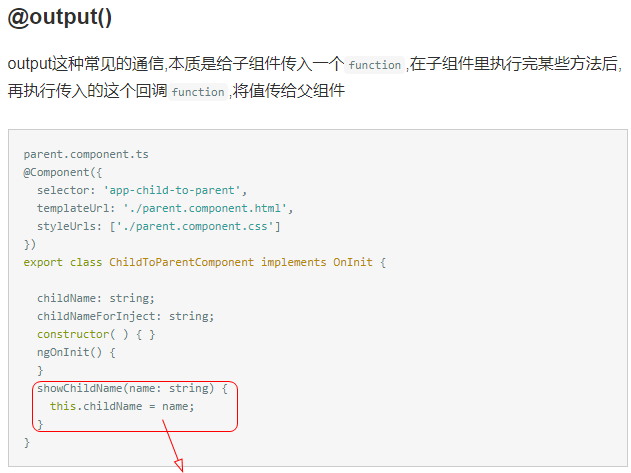 @output()
output这种常见的通信,本质是给子组件传入一个 function ,在子组件里执行完某些方法后,
再执行传入的这个回调 function ,将值传给父组件
parent.component.ts
@Component({
  selector: 'app-child-to-parent',
  templateUrl: './parent.component.html',
  styleUrls: ['./parent.component.css']
})
export class ChildToParentComponent implements OnInit {
  childName: string;
  childNameForInject: string;
  constructor( ) { }
  ngOnInit() {
  }
  showChildName(name: string) {
    this.childName = name;
  }
}